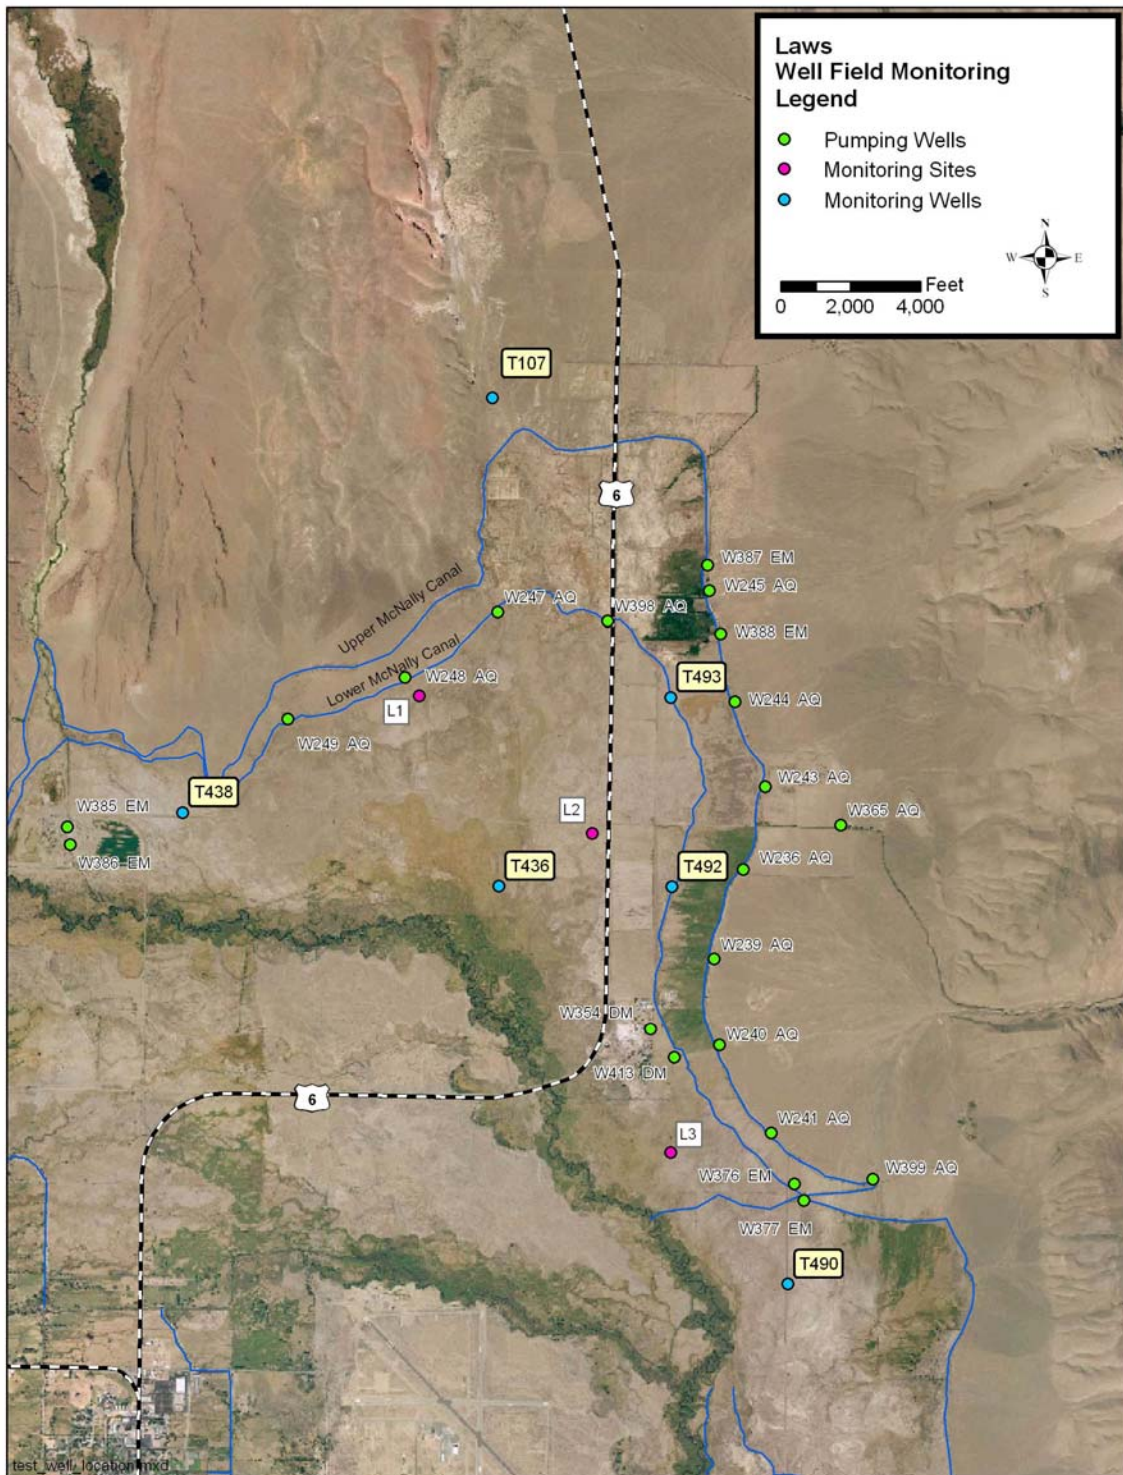 Laws
Well Field Monitoring
Legend
Pumping Wells
Monitoring Sites
Monitoring Wells
N
W E
S
Feet
0 2,000 4,000
T107
6
W387 EM
W245 AQ
Upper McNally Canal
W247 AQ
W398 AQ
W388 EM
Lower McNally Canal
W248 AQ
T493
L1
W244 AQ
W249 AQ
T438
W243 AQ
W385 EM
L2
W365 AQ
W386 EM
T436
T492
W236 AQ
W239 AQ
W354 DM
W240 AQ
W413 DM
6
W241 AQ
L3
W376 EM
W399 AQ
W377 EM
T490
test_well_location.mxd